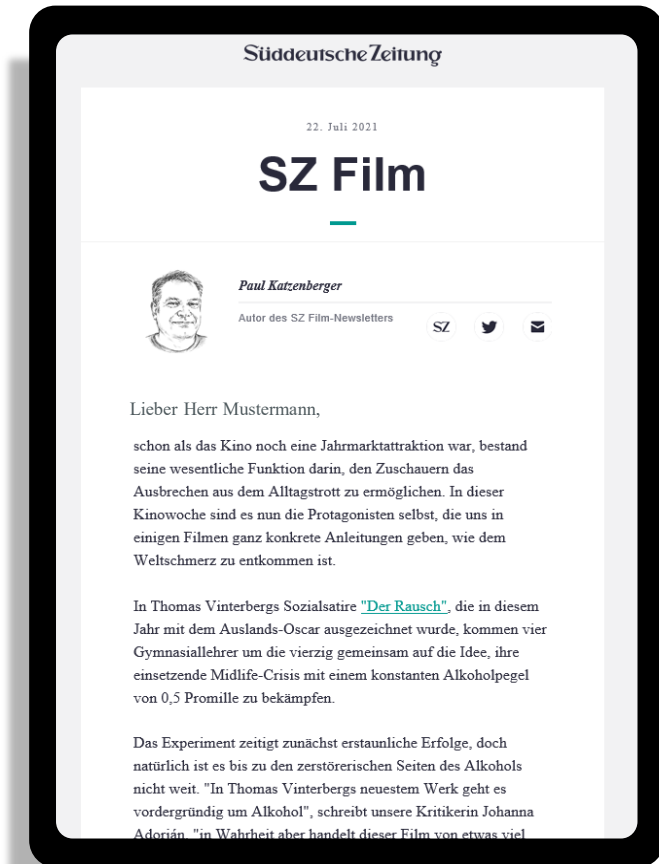 Süddeutsche Zeitung
22. Juli 2021
SZ Film
Paul Katzenberger
Autor des SZ Film-Newsletters
SZ
Lieber Herr Mustermann,
schon als das Kino noch eine Jahrmarktattraktion war, bestand
seine wesentliche Funktion darin, den Zuschauern das
Ausbrechen aus dem Alltagstrott zu ermöglichen. In dieser
Kinowoche sind es nun die Protagonisten selbst, die uns in
einigen Filmen ganz konkrete Anleitungen geben, wie dem
Weltschmerz zu entkommen ist.
In Thomas Vinterbergs Sozialsatire "Der Rausch", die in diesem
Jahr mit dem Auslands-Oscar ausgezeichnet wurde, kommen vier
Gymnasiallehrer um die vierzig gemeinsam auf die Idee, ihre
einsetzende Midlife-Crisis mit einem konstanten Alkoholpegel
von 0,5 Promille zu bekämpfen.
Das Experiment zeitigt zunächst erstaunliche Erfolge, doch
natürlich ist es bis zu den zerstörerischen Seiten des Alkohols
nicht weit. "In Thomas Vinterbergs neuestem Werk geht es
vordergründig um Alkohol", schreibt unsere Kritikerin Johanna
Adorján, "in Wahrheit aber handelt dieser Film von etwas viel